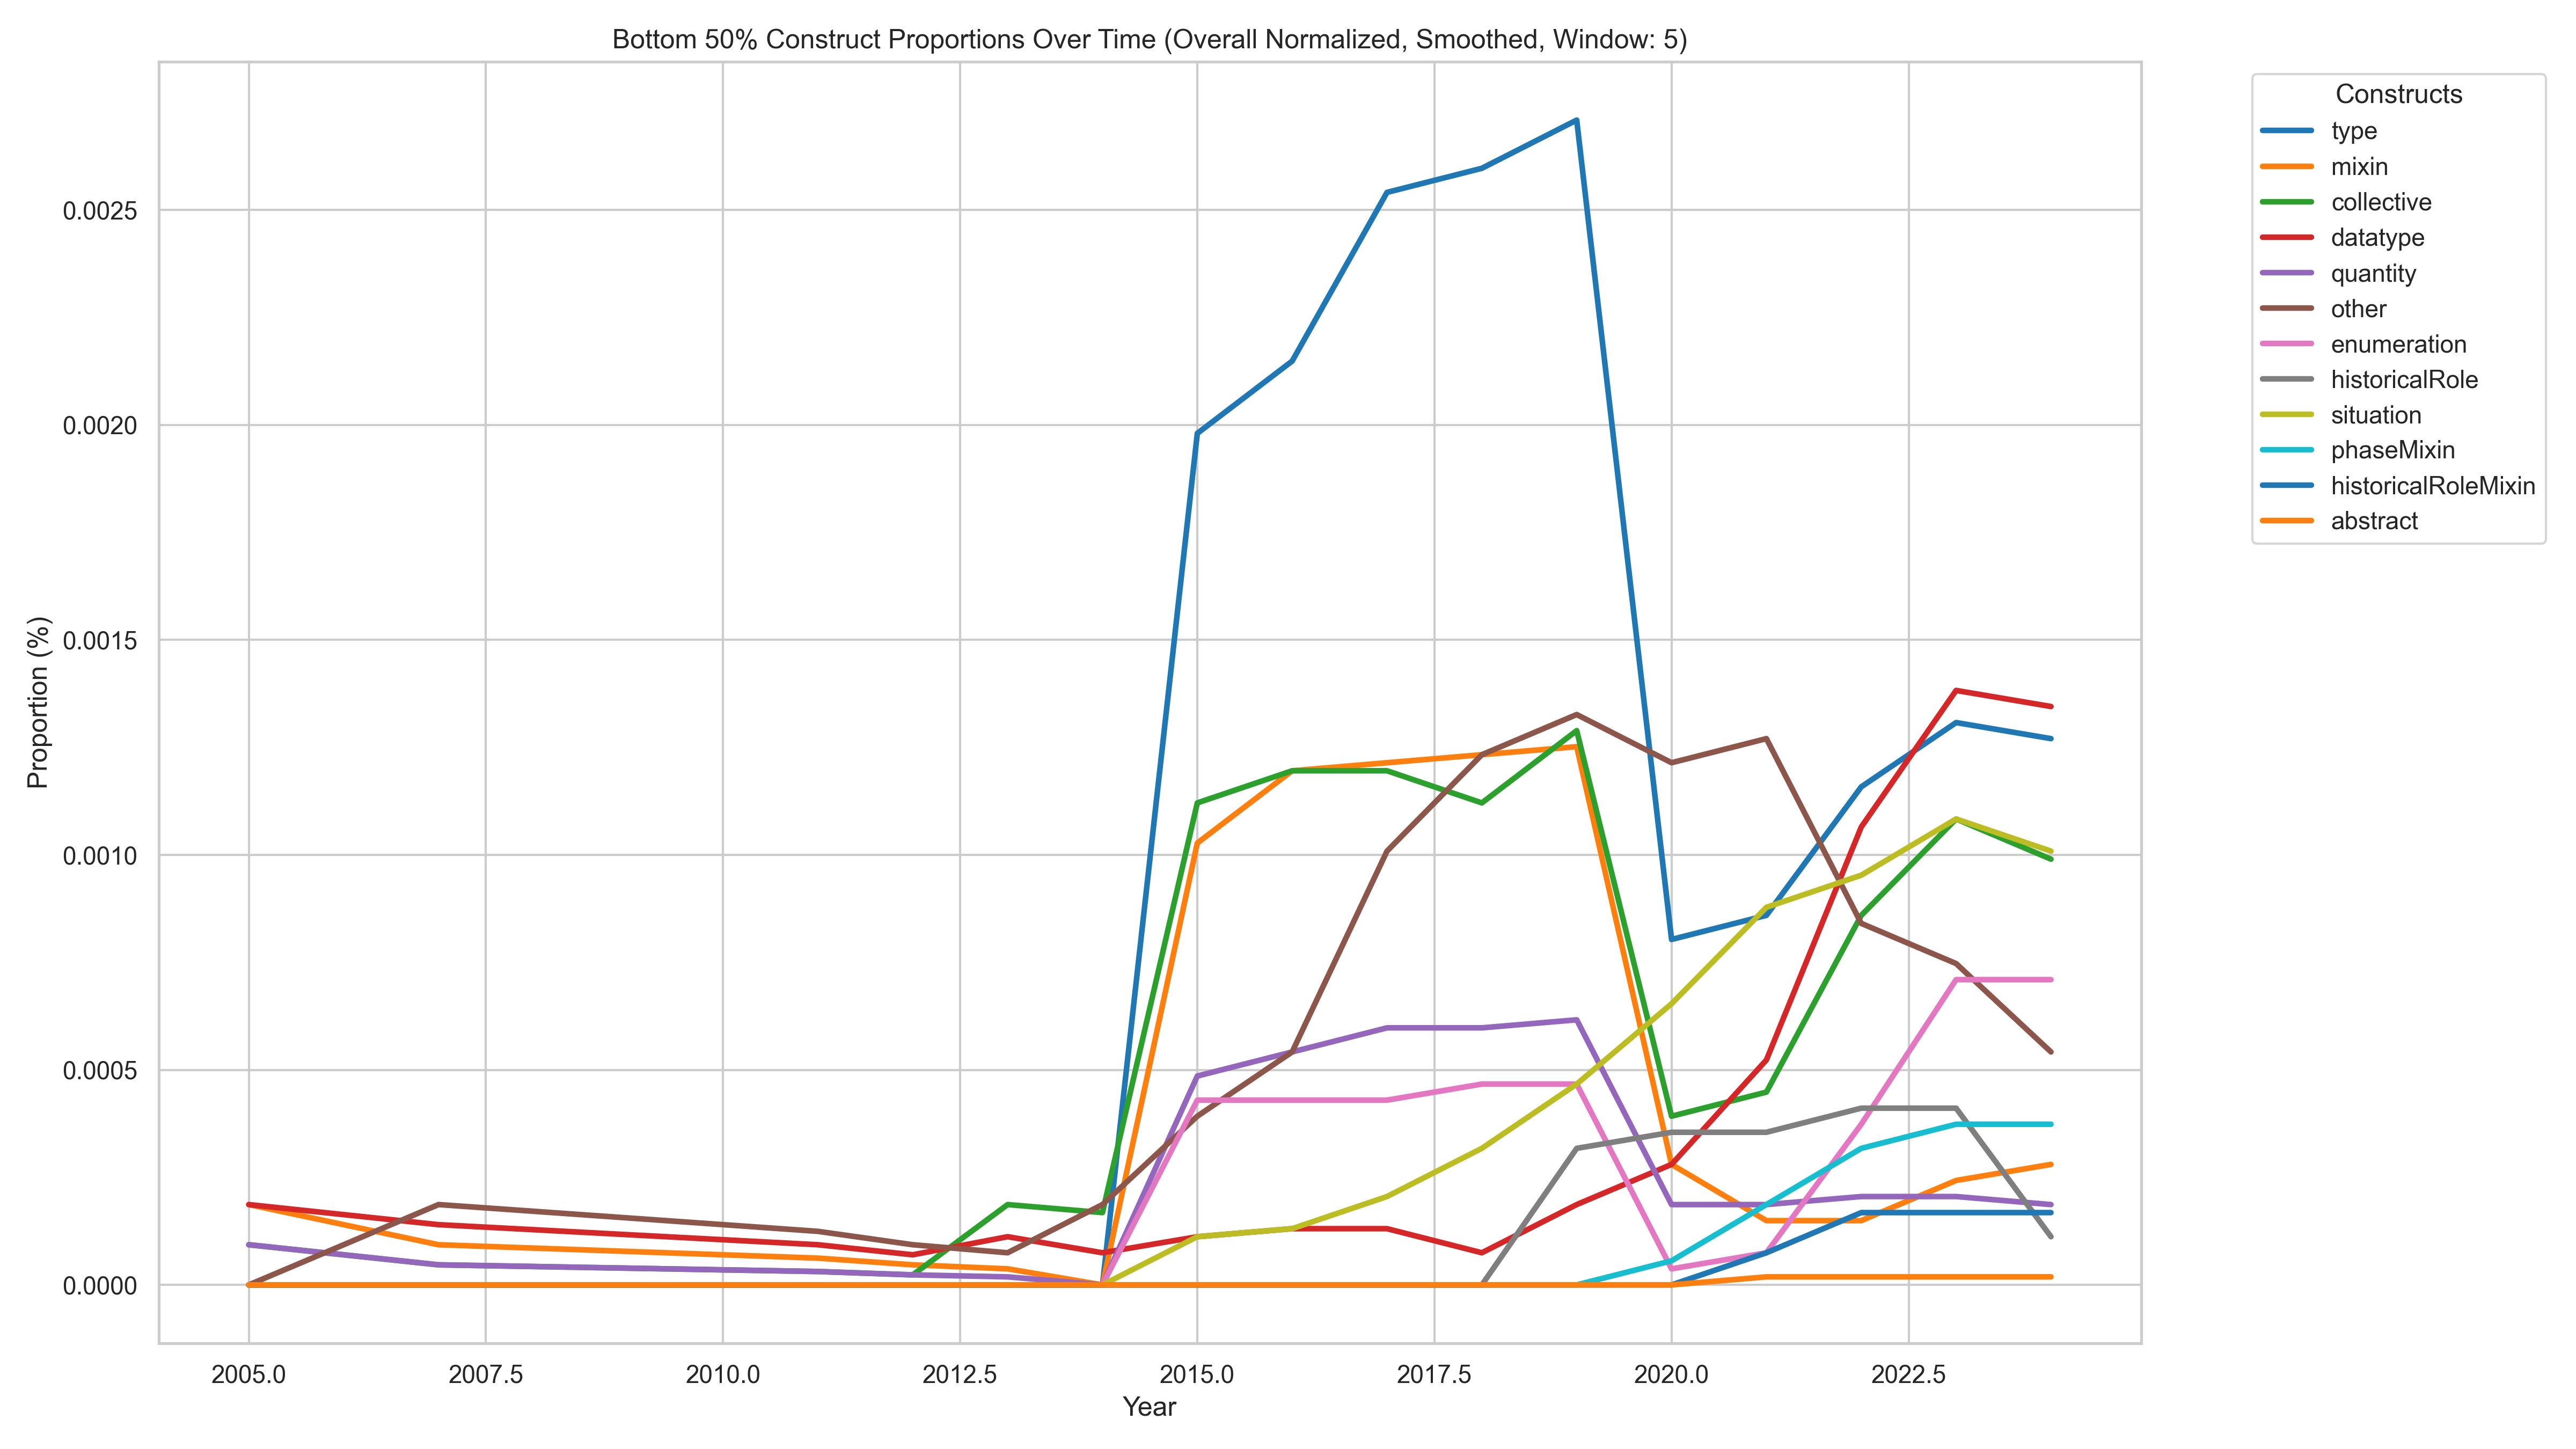 Bottom 50% Construct Proportions Over Time (Overall Normalized, Smoothed, Window: 5)
Constructs
type
mixin
collective
datatype
quantity
other
enumeration
historicalRole
situation
phaseMixin
historicalRoleMixin
abstract
Proportion (%)
0.0025
0.0020
0.0015
0.0010
0.0005
0.0000
2005.0
2007.5
2010.0
2012.5
2015.0
2017.5
2020.0
2022.5
Year